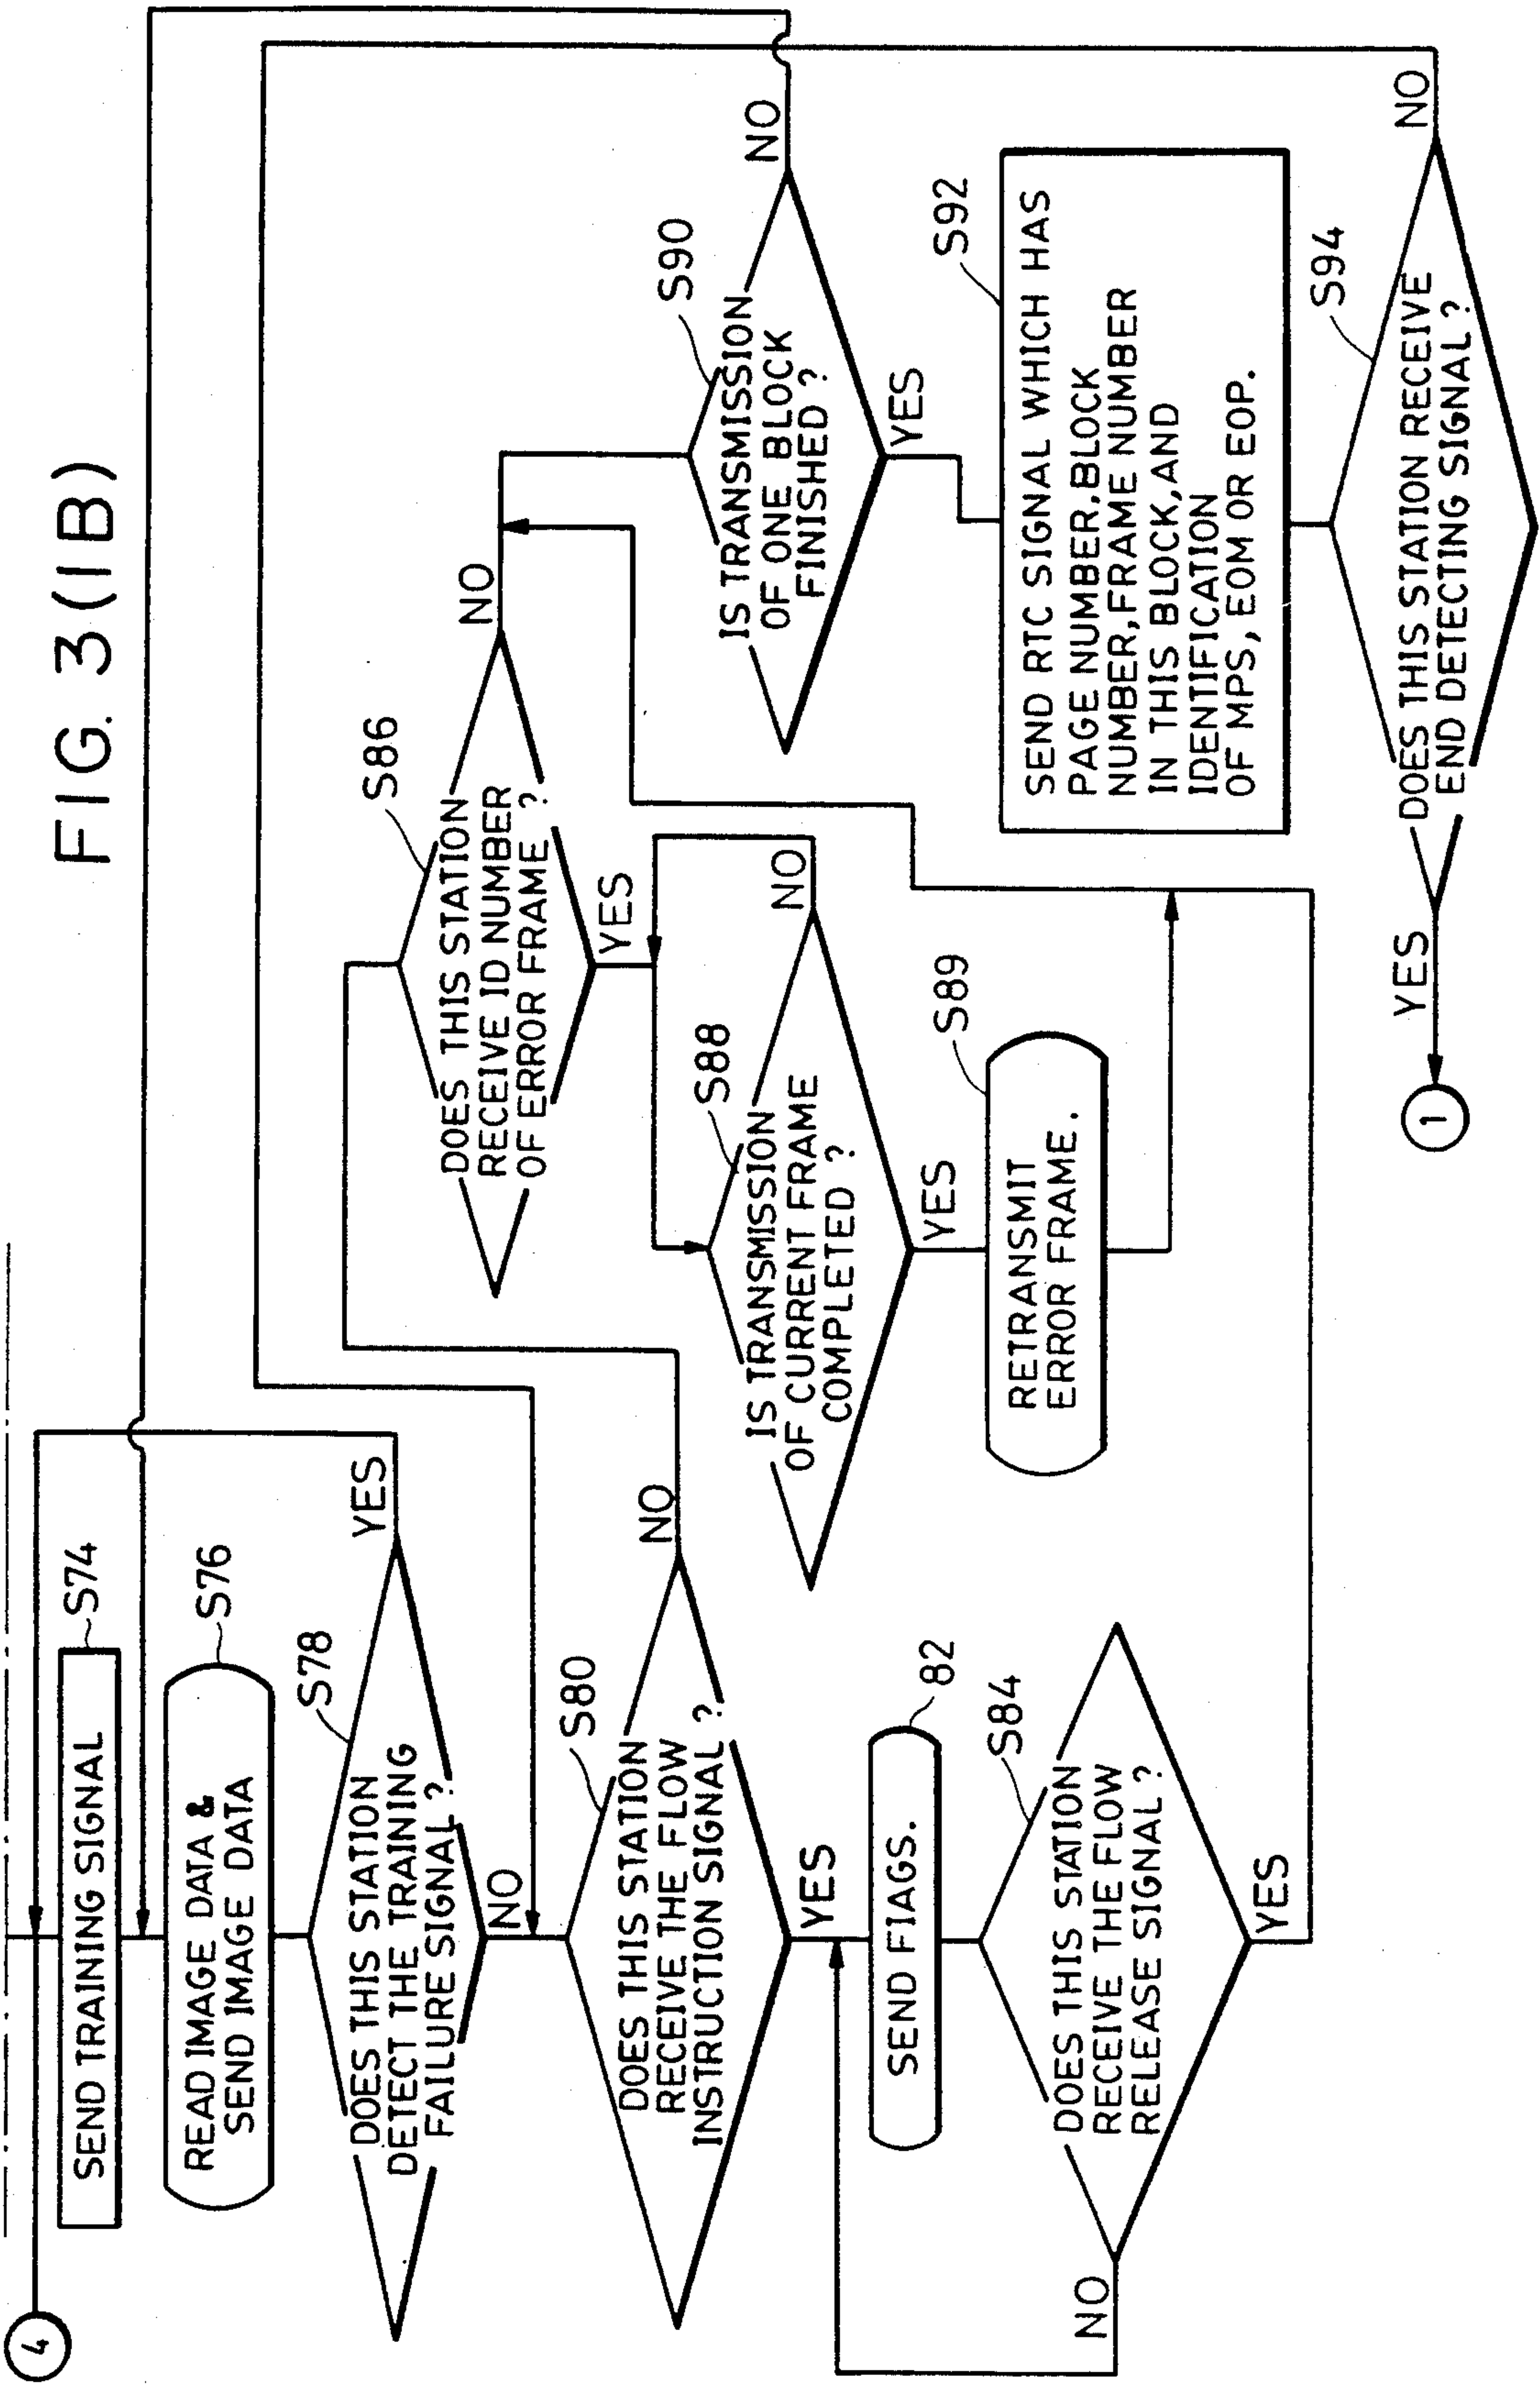 FIG. 3(1B)
4
SEND TRAINING SIGNAL
S74
READ IMAGE DATA &
SEND IMAGE DATA
S76
DOES THIS STATION
DETECT THE TRAINING
FAILURE SIGNAL ?
S78
YES
NO
DOES THIS STATION
RECEIVE THE FLOW
INSTRUCTION SIGNAL ?
S80
NO
YES
SEND FIAGS.
82
DOES THIS STATION
RECEIVE THE FLOW
RELEASE SIGNAL ?
S84
NO
YES
DOES THIS STATION
RECEIVE ID NUMBER
OF ERROR FRAME ?
S86
NO
YES
IS TRANSMISSION
OF CURRENT FRAME
COMPLETED ?
S88
NO
YES
RETRANSMIT
ERROR FRAME.
S89
IS TRANSMISSION
OF ONE BLOCK
FINISHED ?
S90
NO
YES
SEND RTC SIGNAL WHICH HAS
PAGE NUMBER,BLOCK
NUMBER,FRAME NUMBER
IN THIS BLOCK,AND
IDENTIFICATION
OF MPS, EOM OR EOP.
S92
DOES THIS STATION RECEIVE
END DETECTING SIGNAL ?
S94
NO
YES
1